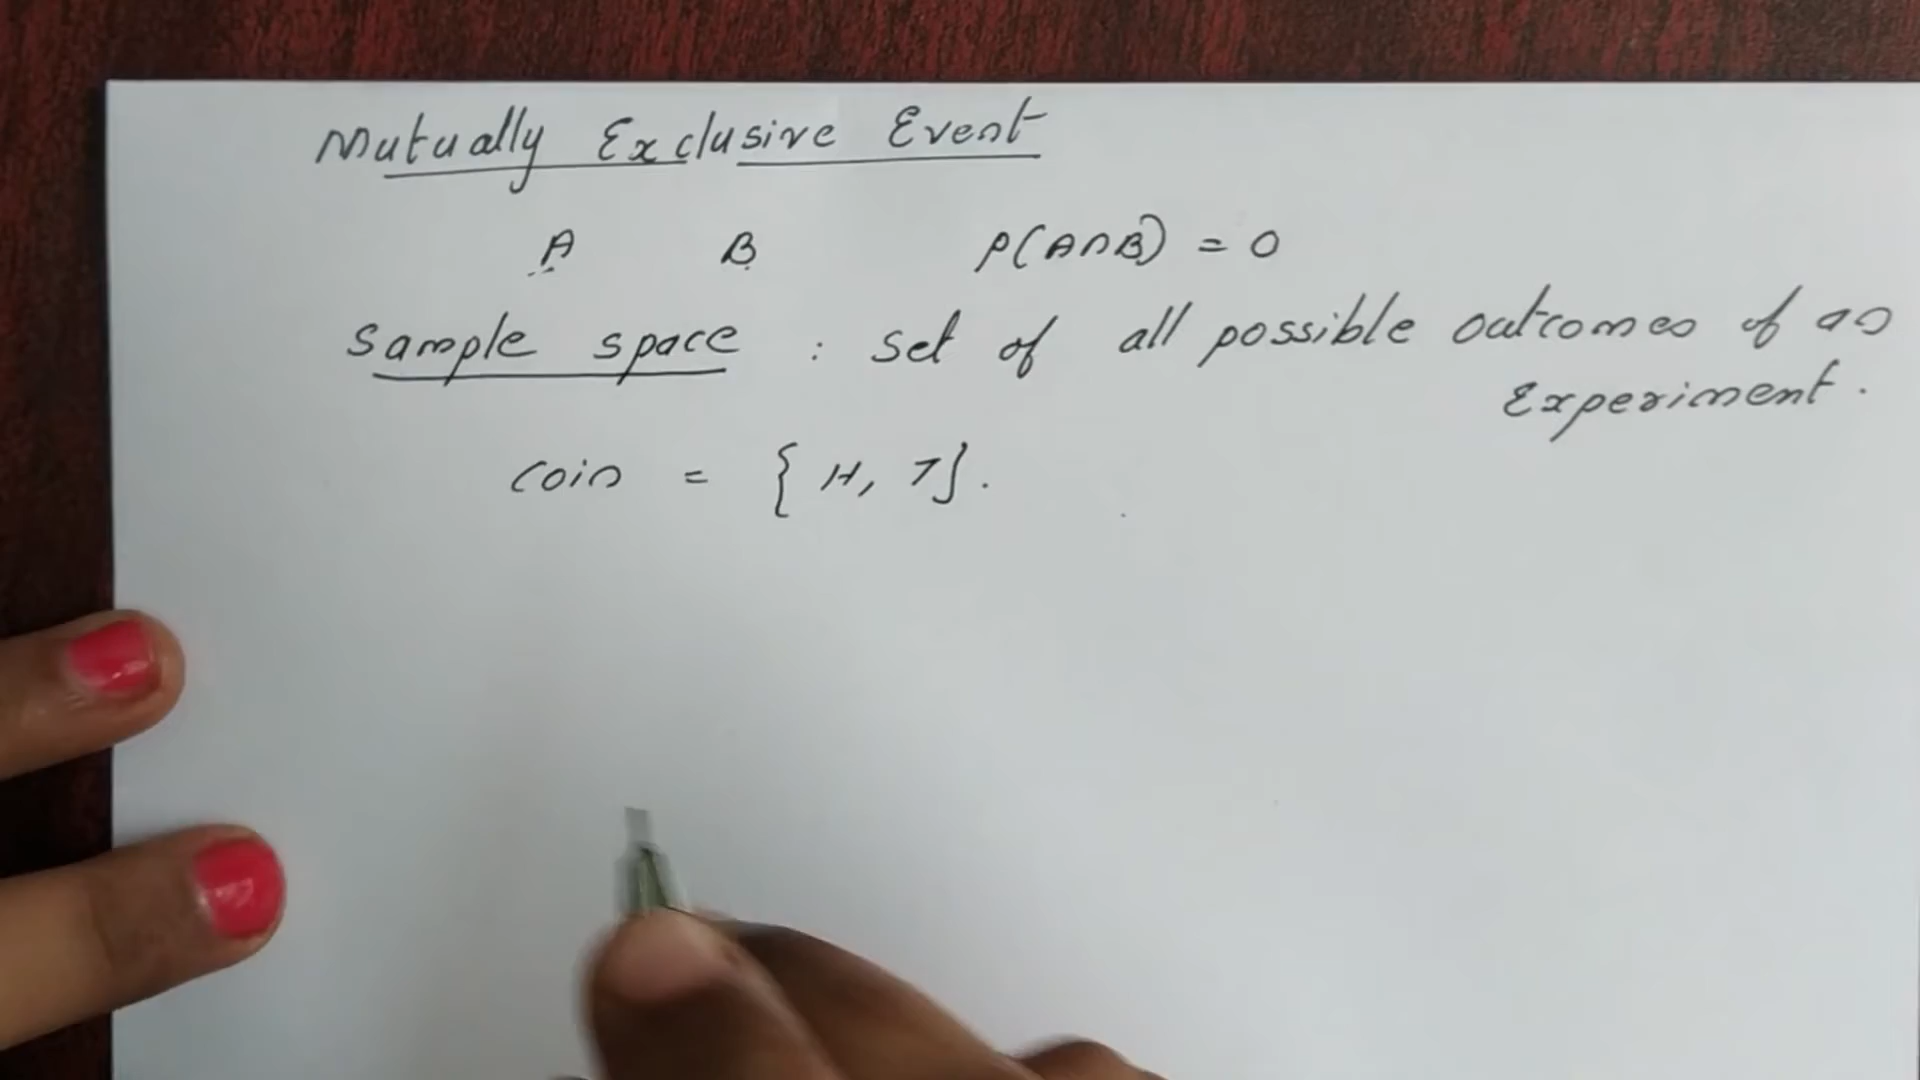 Mutually Exclusive Event
A B P(A∩B) = 0
Sample space : set of all possible outcomes of an
Experiment.
coin = { H, T}.